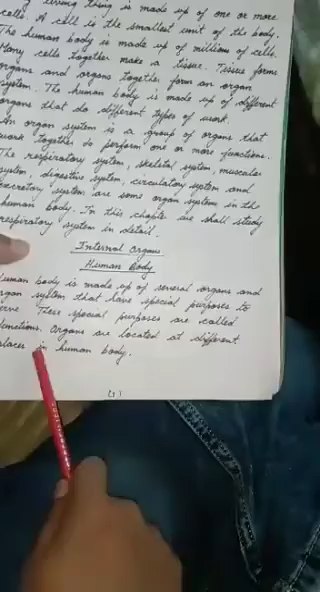 living thing is made up of one or more
cells. A cell is the smallest unit of the body.
The human body is made up of millions of cells.
Many cells together make a tissue. Tissue forms
organs and organs together form an organ
system. The human body is made up of different
organs that do different types of work.
An organ system is a group of organs that
work together to perform one or more functions.
The respiratory system, skeletal system, muscular
system, digestive system, circulatory system and
excretory system are some organ system in the
human body. In this chapter we shall study
respiratory system in detail.
Internal Organs
Human Body
Human body is made up of several organs and
organ system that have special purposes to
serve. These special purposes are called
functions. Organs are located at different
places in human body.
(1)